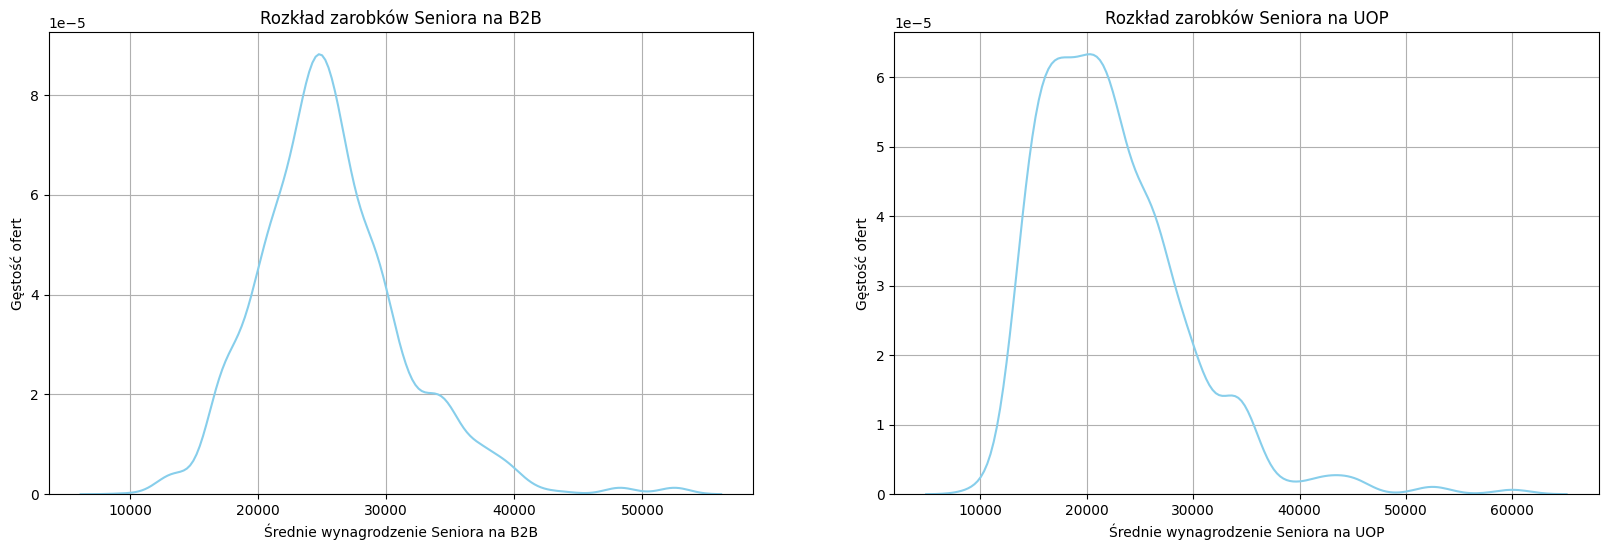 Rozkład zarobków Seniora na B2B
1e−5
8
6
4
2
0
10000 20000 30000 40000 50000
Gęstość ofert
Średnie wynagrodzenie Seniora na B2B
Rozkład zarobków Seniora na UOP
1e−5
6
5
4
3
2
1
0
10000 20000 30000 40000 50000 60000
Gęstość ofert
Średnie wynagrodzenie Seniora na UOP